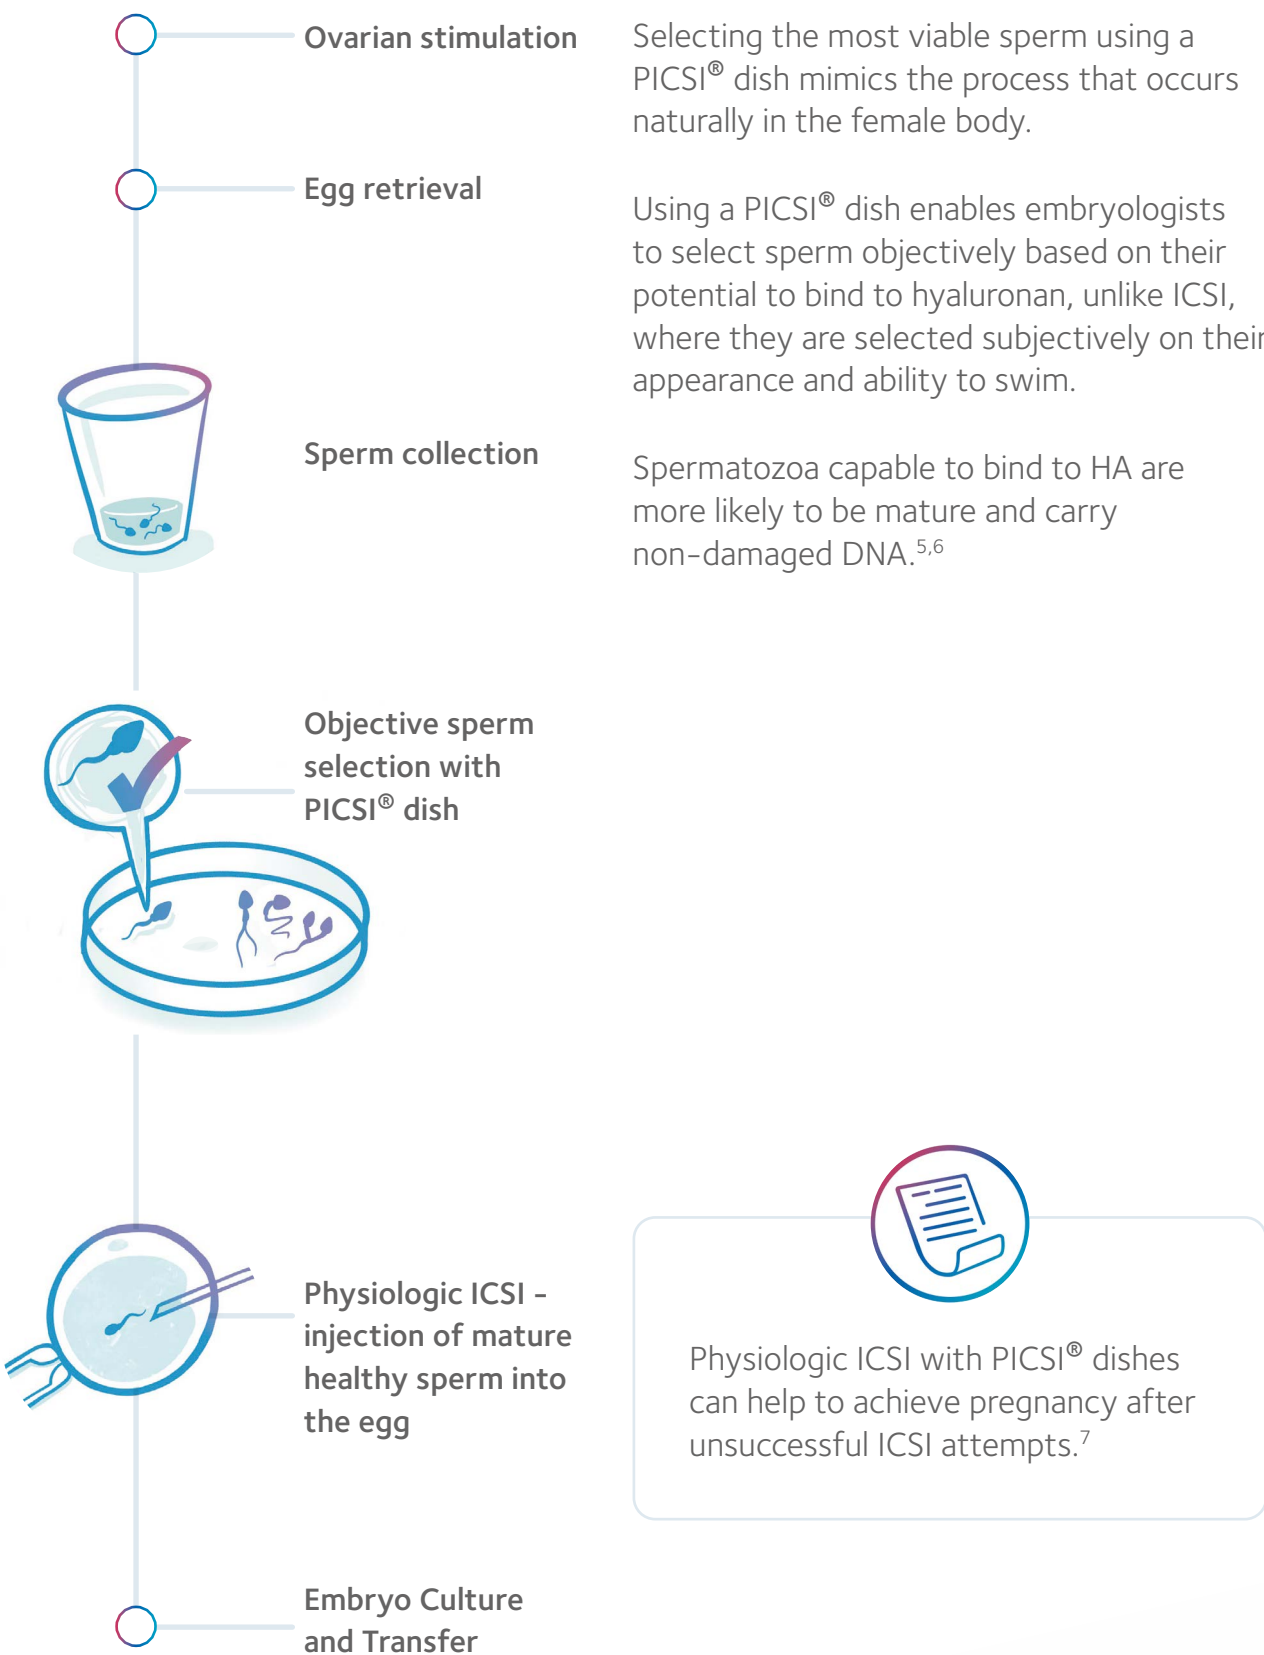 Ovarian stimulation
Egg retrieval
Sperm collection
Objective sperm
selection with
PICSI® dish
Physiologic ICSI -
injection of mature
healthy sperm into
the egg
Embryo Culture
and Transfer
Selecting the most viable sperm using a
PICSI® dish mimics the process that occurs
naturally in the female body.
Using a PICSI® dish enables embryologists
to select sperm objectively based on their
potential to bind to hyaluronan, unlike ICSI,
where they are selected subjectively on their
appearance and ability to swim.
Spermatozoa capable to bind to HA are
more likely to be mature and carry
non-damaged DNA.5,6
Physiologic ICSI with PICSI® dishes
can help to achieve pregnancy after
unsuccessful ICSI attempts.7